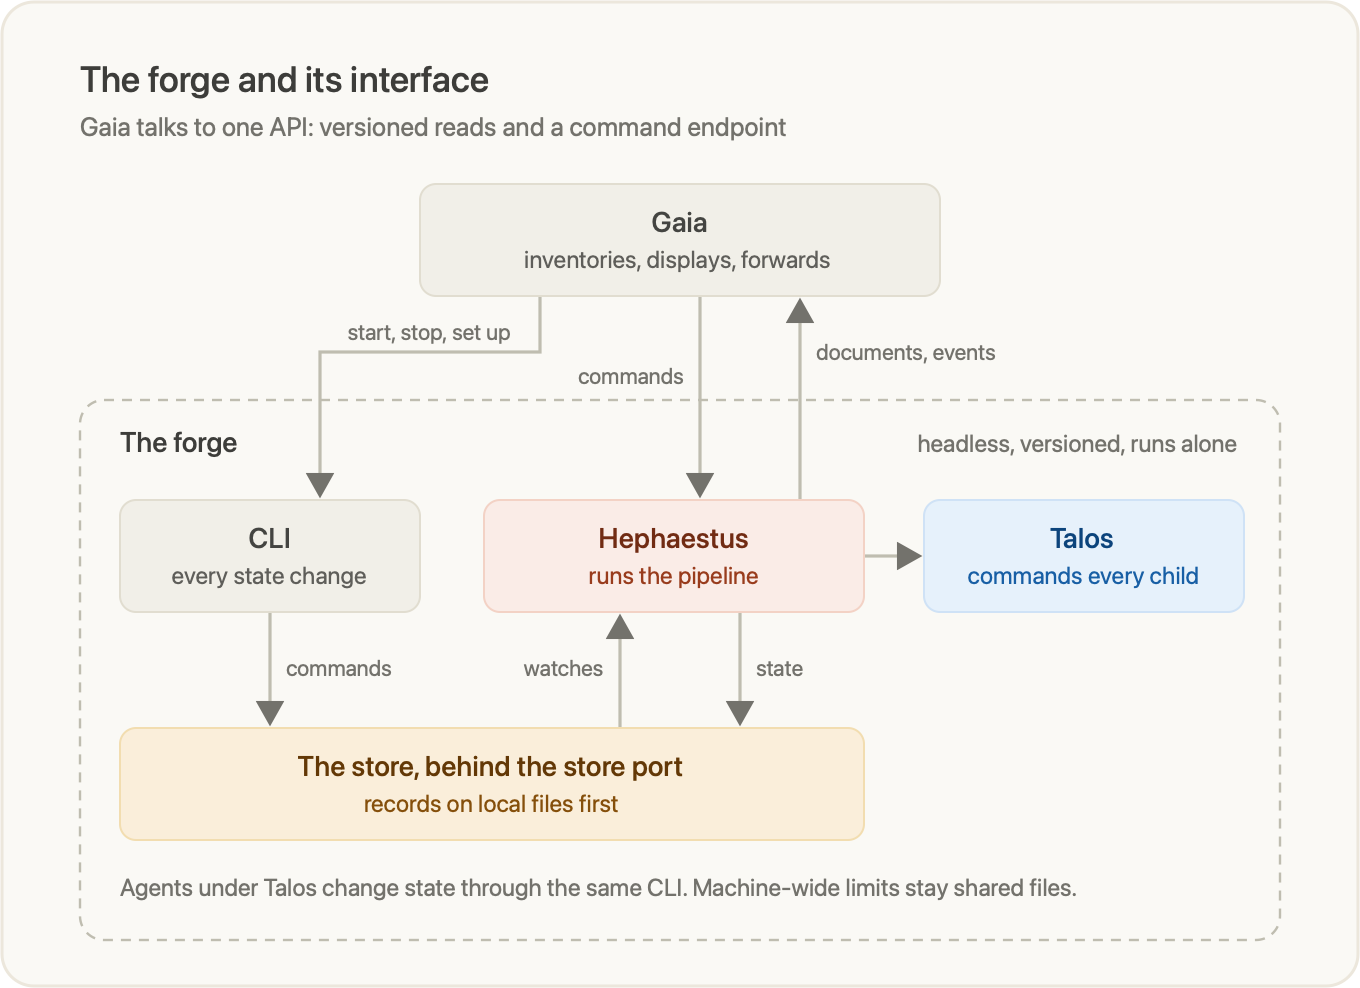 The forge and its interface
Gaia talks to one API: versioned reads and a command endpoint
Gaia
inventories, displays, forwards
start, stop, set up
commands
documents, events
The forge
headless, versioned, runs alone
CLI
every state change
Hephaestus
runs the pipeline
Talos
commands every child
commands
watches
state
The store, behind the store port
records on local files first
Agents under Talos change state through the same CLI. Machine-wide limits stay shared files.